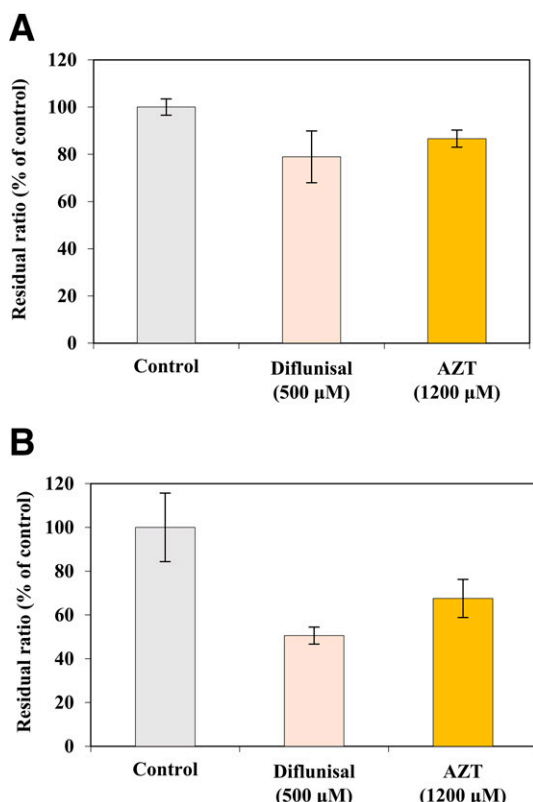 A
Residual ratio (% of control)
120
100
80
60
40
20
0
Control
Diflunisal
(500 μM)
AZT
(1200 μM)
B
Residual ratio (% of control)
120
100
80
60
40
20
0
Control
Diflunisal
(500 μM)
AZT
(1200 μM)